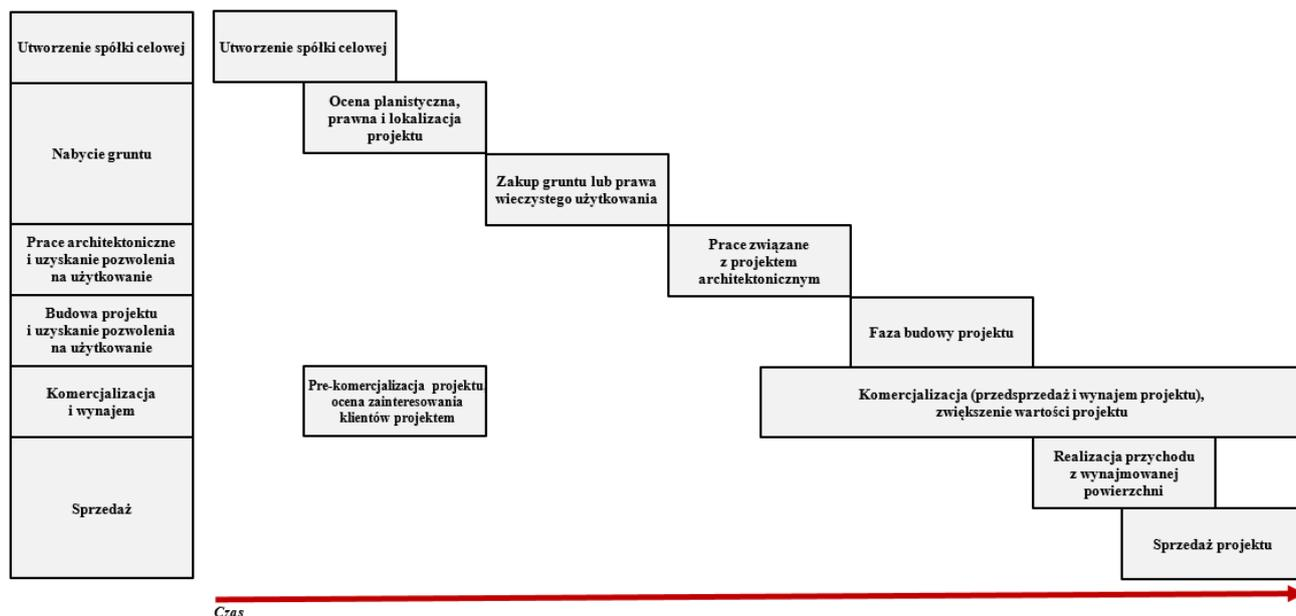 Utworzenie spółki celowej
Utworzenie spółki celowej
Nabycie gruntu
Ocena planistyczna,
prawna i lokalizacja
projektu
Zakup gruntu lub prawa
wieczystego użytkowania
Prace architektoniczne
i uzyskanie pozwolenia
na użytkowanie
Prace związane
z projektem
architektonicznym
Budowa projektu
i uzyskanie pozwolenia
na użytkowanie
Faza budowy projektu
Komercjalizacja
i wynajem
Pre-komercjalizacja projektu,
ocena zainteresowania
klientów projektem
Komercjalizacja (przedsprzedaż i wynajem projektu),
zwiększenie wartości projektu
Sprzedaż
Realizacja przychodu
z wynajmowanej
powierzchni
Sprzedaż projektu
Czas